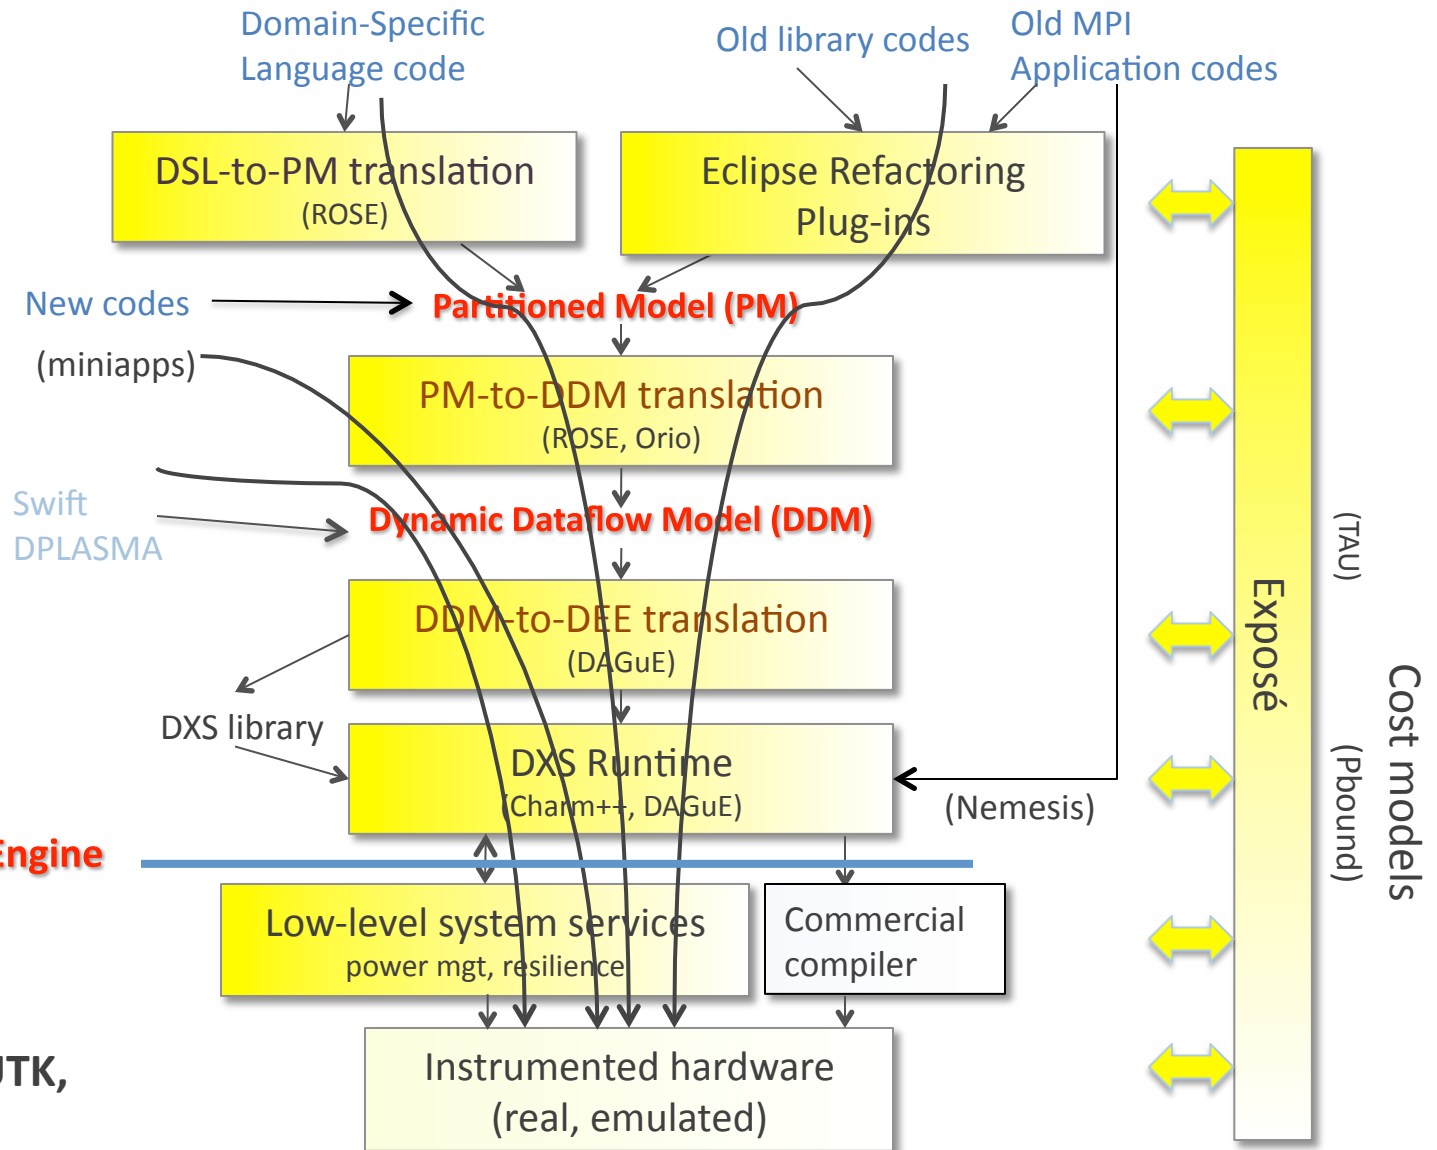 Domain-Specific
Language code
Old library codes
Old MPI
Application codes
DSL-to-PM translation
(ROSE)
Eclipse Refactoring
Plug-ins
New codes
Partitioned Model (PM)
(miniapps)
PM-to-DDM translation
(ROSE, Orio)
Swift
DPLASMA
Dynamic Dataflow Model (DDM)
DDM-to-DEE translation
(DAGuE)
DXS library
DXS Runtime
(Charm++, DAGuE)
(Nemesis)
Engine
Low-level system services
power mgt, resilience
Commercial
compiler
Instrumented hardware
(real, emulated)
UTK,
Exposé
(TAU)
(Pbound)
Cost models